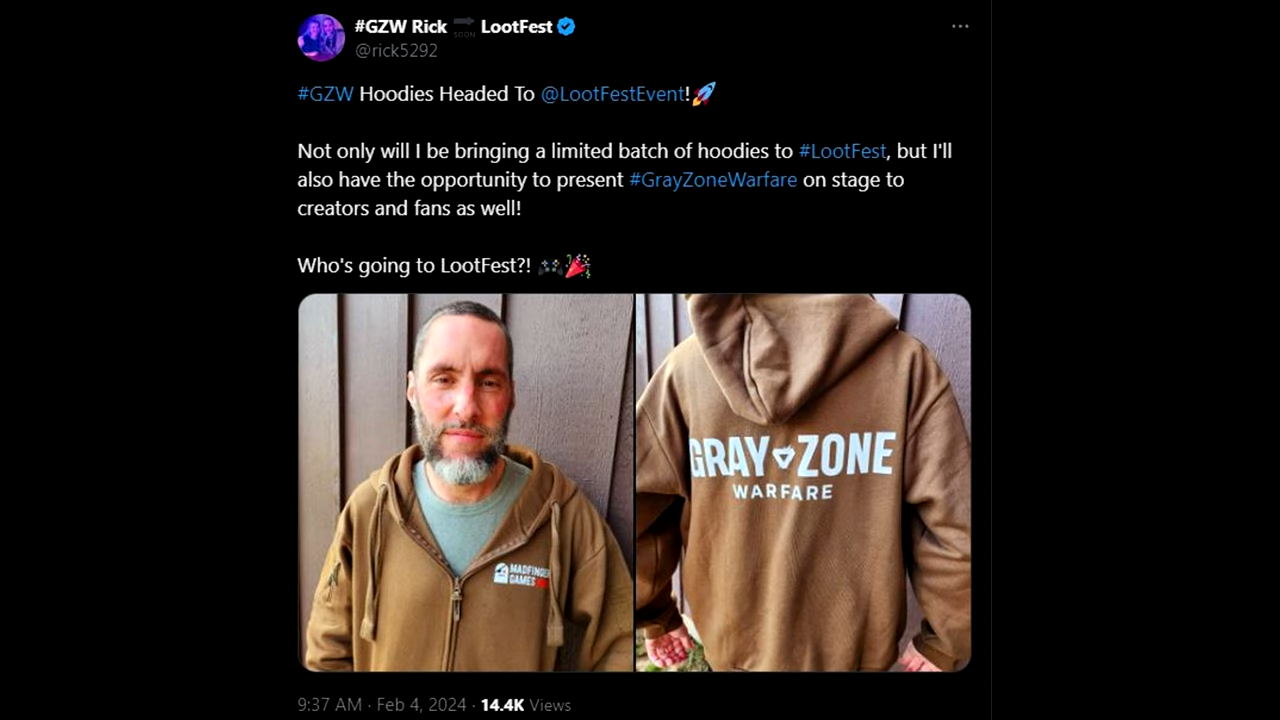 #GZW Rick SOON LootFest
@rick5292
#GZW Hoodies Headed To @LootFestEvent!🚀
Not only will I be bringing a limited batch of hoodies to #LootFest, but I'll
also have the opportunity to present #GrayZoneWarfare on stage to
creators and fans as well!
Who's going to LootFest?! 🎮🎉
MADFINGER
GAMES
GRAY ZONE
WARFARE
9:37 AM · Feb 4, 2024 · 14.4K Views